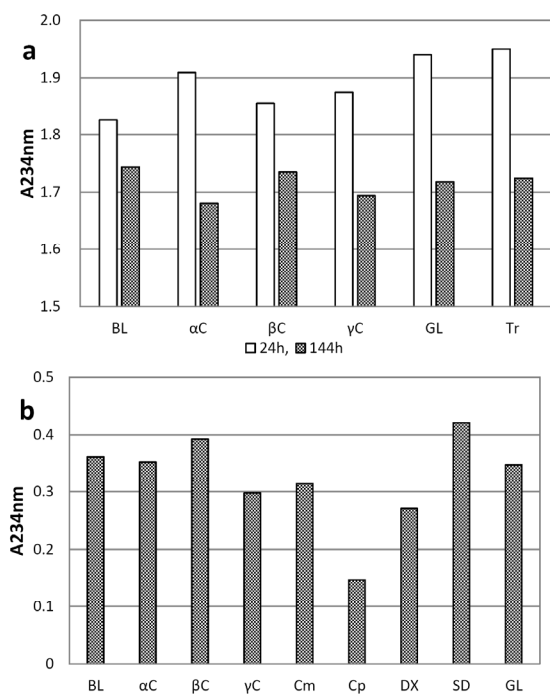 a
2.0
1.9
1.8
1.7
1.6
1.5
A234nm
BL αC βC γC GL Tr
24h, 144h
b
0.5
0.4
0.3
0.2
0.1
0
A234nm
BL αC βC γC Cm Cp DX SD GL